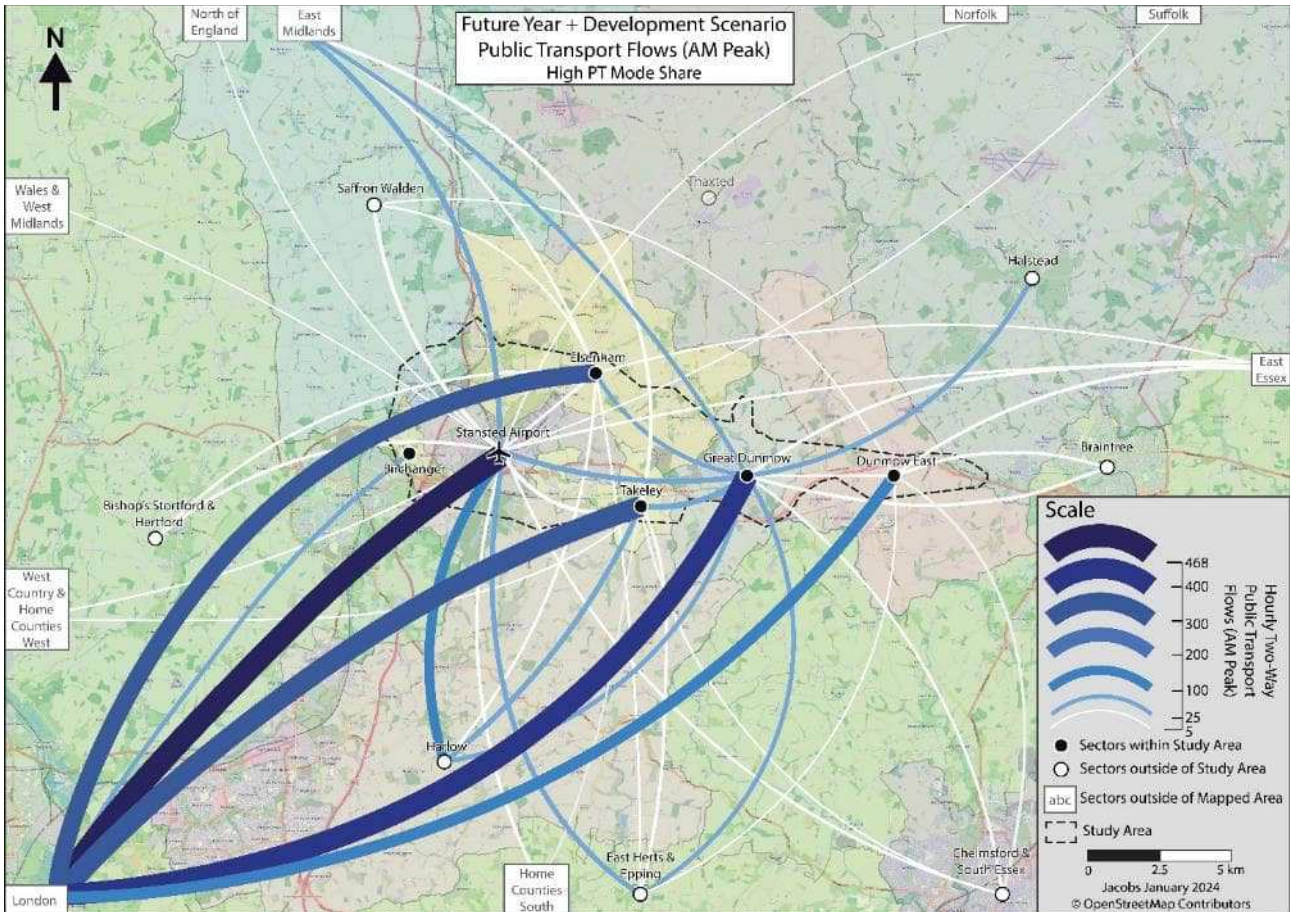 North of
England
East
Midlands
Future Year + Development Scenario
Public Transport Flows (AM Peak)
High PT Mode Share
Norfolk
Suffolk
N
Wales &
West
Midlands
Saffron Walden
Thaxted
Halstead
Elsenham
East
Essex
Stansted Airport
Birchanger
Great Dunmow
Dunmow East
Braintree
Takeley
Bishop's Stortford &
Hertford
West
Country &
Home
Counties
West
Harlow
London
Home
Counties
South
East Herts &
Epping
Chelmsford &
South Essex
Scale
468
400
300
200
100
25
5
Hourly Two-Way
Public Transport
Flows (AM Peak)
Sectors within Study Area
Sectors outside of Study Area
abc Sectors outside of Mapped Area
Study Area
0 2.5 5 km
Jacobs January 2024
© OpenStreetMap Contributors